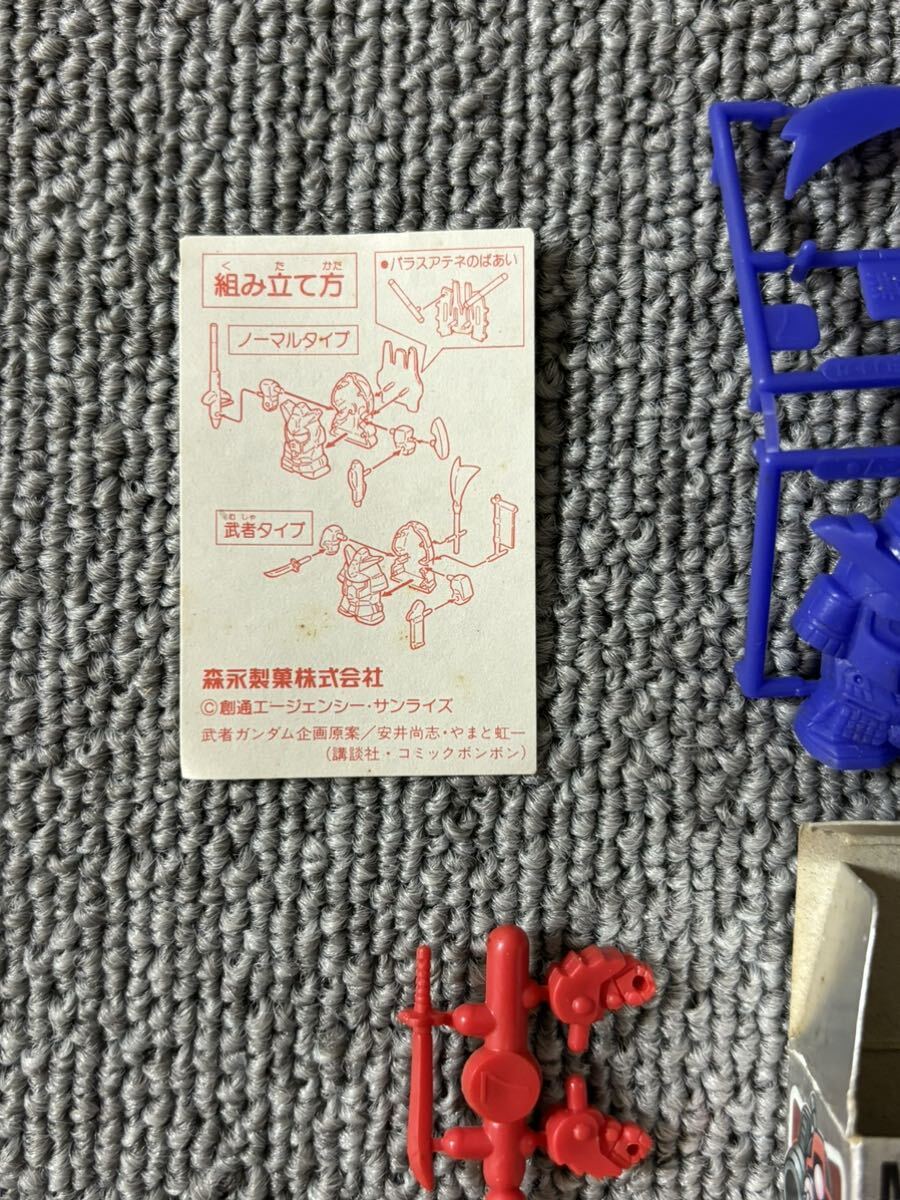 く た かた
組み立て方
●パラスアテネのばあい
ノーマルタイプ
むしゃ
武者タイプ
森永製菓株式会社
©創通エージェンシー・サンライズ
武者ガンダム企画原案／安井尚志・やまと虹一
(講談社・コミックボンボン)
7